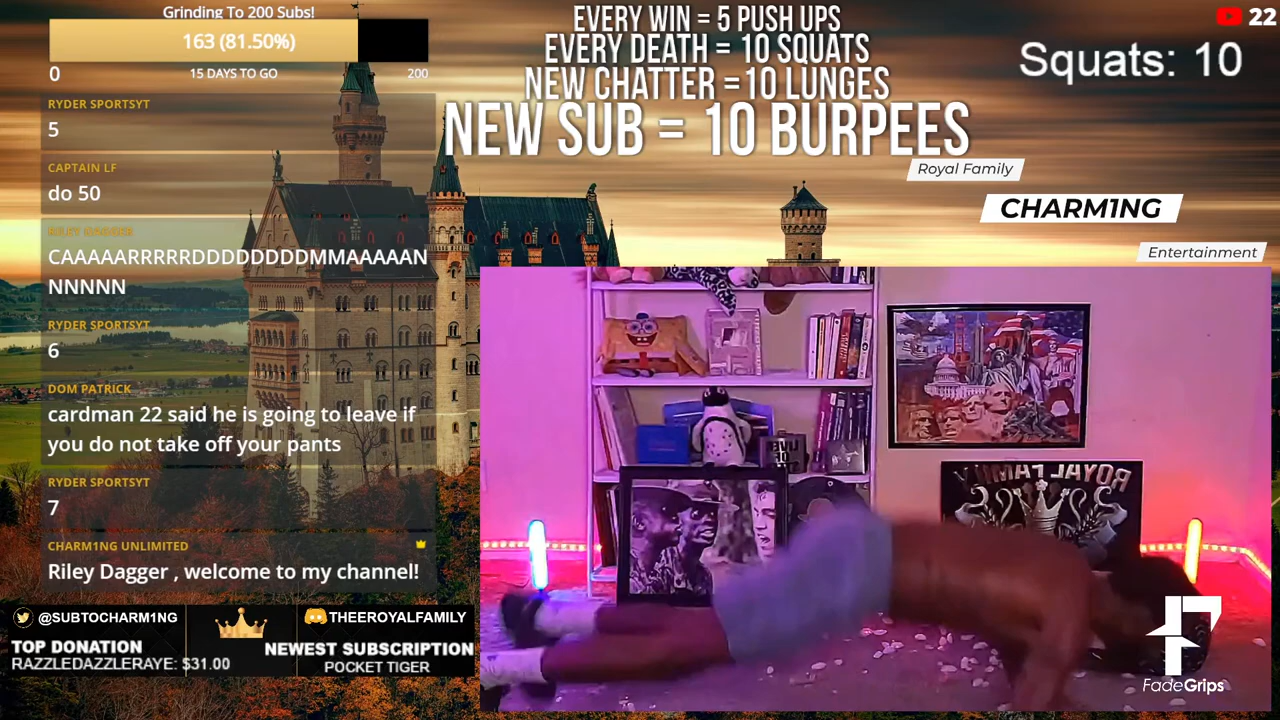 Grinding To 200 Subs!
163 (81.50%)
0
15 DAYS TO GO
200
EVERY WIN = 5 PUSH UPS
EVERY DEATH = 10 SQUATS
NEW CHATTER =10 LUNGES
NEW SUB = 10 BURPEES
22
Squats: 10
Royal Family
CHARM1NG
Entertainment
RYDER SPORTSYT
5
CAPTAIN LF
do 50
RILEY DAGGER
CAAAAARRRRRDDDDDDDDMMAAAAAN
NNNNN
RYDER SPORTSYT
6
DOM PATRICK
cardman 22 said he is going to leave if
you do not take off your pants
RYDER SPORTSYT
7
CHARM1NG UNLIMITED
Riley Dagger , welcome to my channel!
@SUBTOCHARM1NG
THEEROYALFAMILY
TOP DONATION
RAZZLEDAZZLERAYE: $31.00
NEWEST SUBSCRIPTION
POCKET TIGER
ROYAL FAMILY
FadeGrips